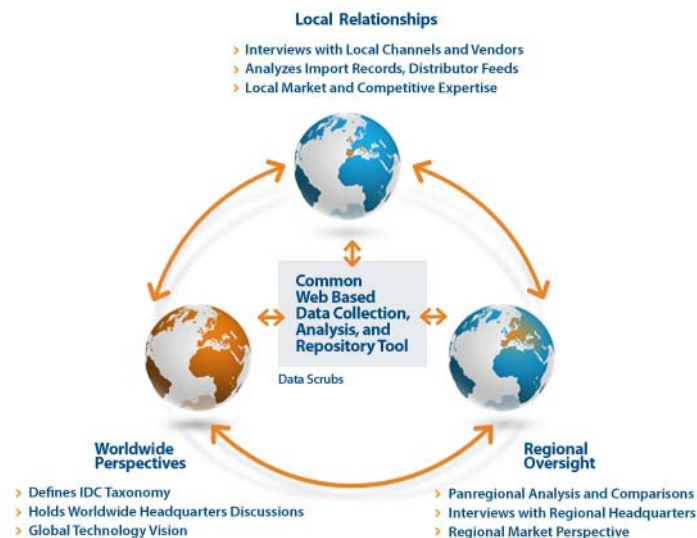 Local Relationships
Interviews with Local Channels and Vendors
Analyzes Import Records, Distributor Feeds
Local Market and Competitive Expertise
Common
Web Based
Data Collection,
Analysis, and
Repository Tool
Data Scrubs
Worldwide
Perspectives
Defines IDC Taxonomy
Holds Worldwide Headquarters Discussions
Global Technology Vision
Regional
Oversight
Panregional Analysis and Comparisons
Interviews with Regional Headquarters
Regional Market Perspective